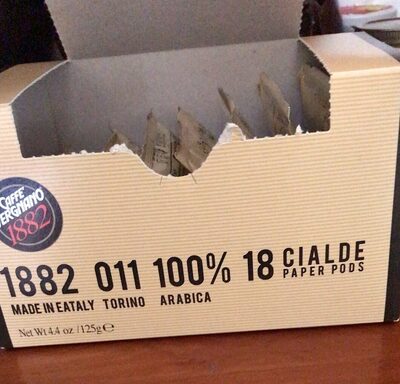 CAFFÈ
VERGNANO
1882
1882 011 100% 18 CIALDE
PAPER PODS
MADE IN EATALY TORINO ARABICA
Net Wt 4.4 oz / 125g ℮